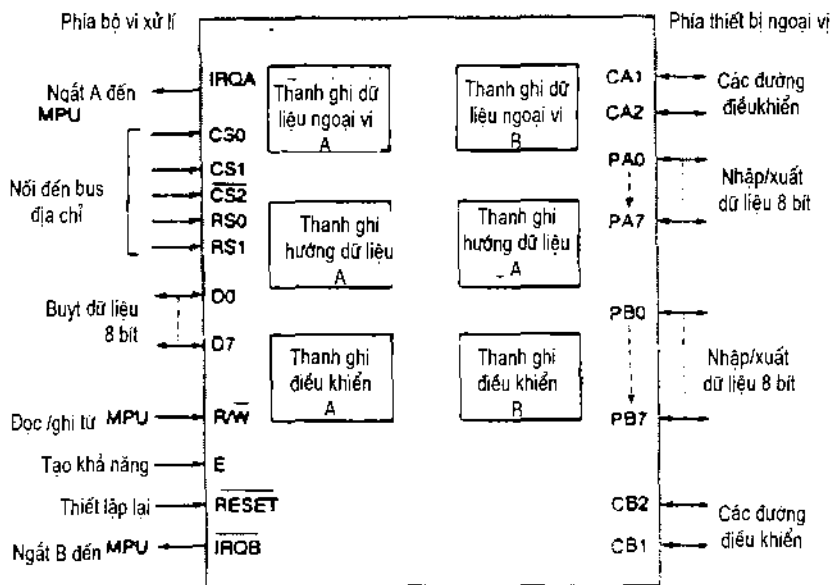 Phía bộ vi xử lí
Phía thiết bị ngoại vị
Ngắt A đến
MPU
IRQA
CS0
CS1
CS2
RS0
RS1
Nối đến bus
địa chỉ
Buyt dữ liệu
8 bít
D0
D7
Đọc /ghi từ MPU
R/W
Tạo khả năng
E
Thiết lập lại
RESET
Ngắt B đến MPU
IRQB
Thanh ghi dữ
liệu ngoại vi
A
Thanh ghi dữ
liệu ngoại vi
B
Thanh ghi
hướng dữ liệu
A
Thanh ghi
hướng dữ liệu
A
Thanh ghi
điều khiển
A
Thanh ghi
điều khiển
B
CA1
CA2
Các đường
điềukhiển
PA0
PA7
Nhập/xuất
dữ liệu 8 bít
PB0
PB7
Nhập/xuất
dữ liệu 8 bít
CB2
CB1
Các đường
điều khiển